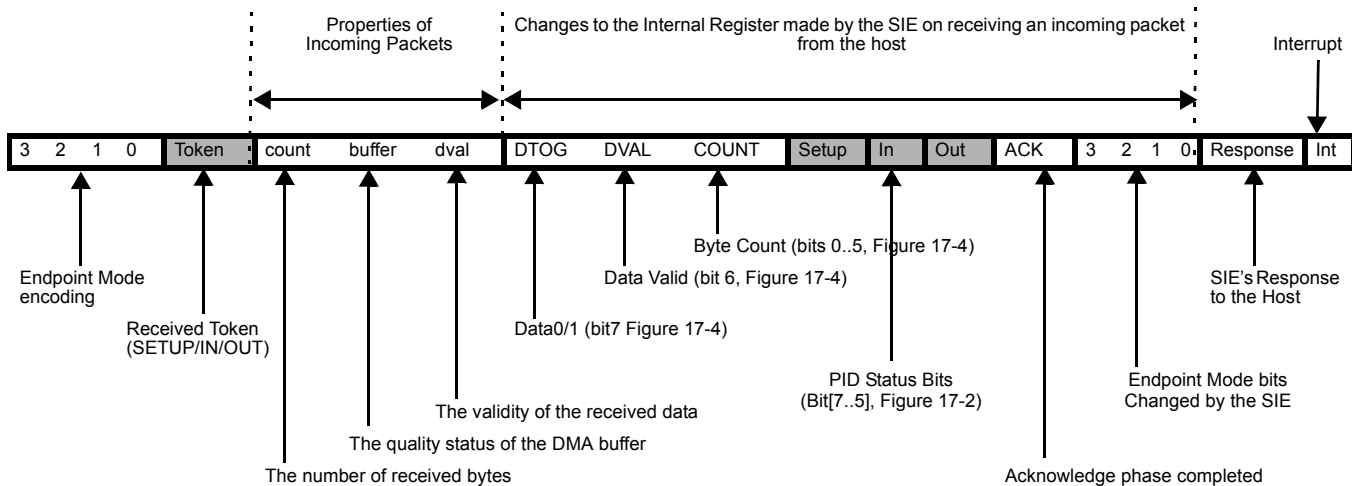 Properties of
Incoming Packets
Changes to the Internal Register made by the SIE on receiving an incoming packet
from the host
Interrupt
3 2 1 0 Token count buffer dval DTOG DVAL COUNT Setup In Out ACK 3 2 1 0 Response Int
Byte Count (bits 0..5, Figure 17-4)
Endpoint Mode
encoding
Data Valid (bit 6, Figure 17-4)
SIE's Response
to the Host
Received Token
(SETUP/IN/OUT)
Data0/1 (bit7 Figure 17-4)
PID Status Bits
(Bit[7..5], Figure 17-2)
Endpoint Mode bits
Changed by the SIE
The validity of the received data
The quality status of the DMA buffer
The number of received bytes
Acknowledge phase completed